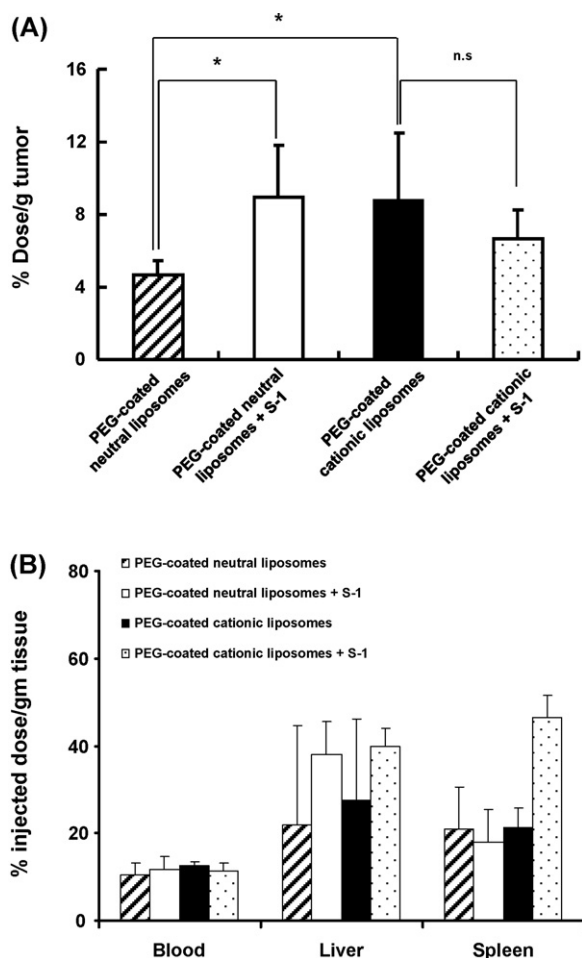 (A)
*
*
n.s
16
12
8
4
0
% Dose/g tumor
PEG-coated
neutral liposomes
PEG-coated neutral
liposomes + S-1
PEG-coated
cationic liposomes
PEG-coated cationic
liposomes + S-1
(B)
80
60
40
20
0
% injected dose/gm tissue
PEG-coated neutral liposomes
PEG-coated neutral liposomes + S-1
PEG-coated cationic liposomes
PEG-coated cationic liposomes + S-1
Blood Liver Spleen